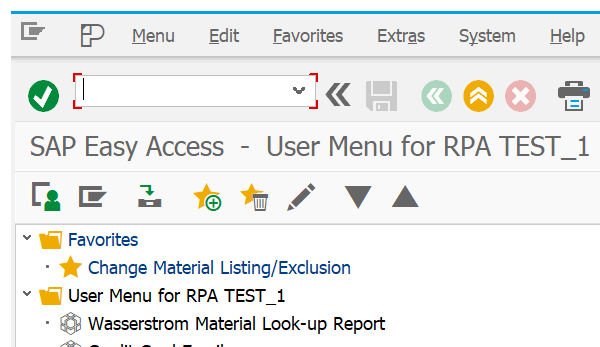 Menu Edit Favorites Extras System Help
SAP Easy Access - User Menu for RPA TEST_1
Favorites
Change Material Listing/Exclusion
User Menu for RPA TEST_1
Wasserstrom Material Look-up Report